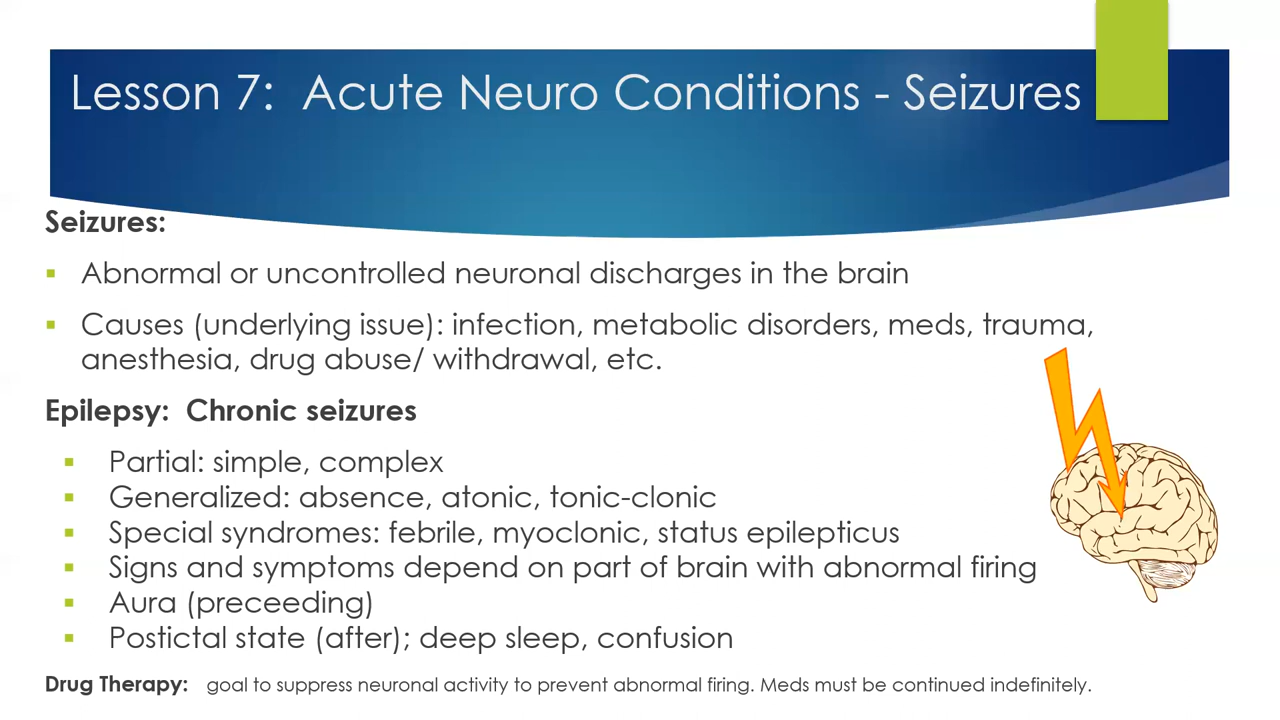 Lesson 7:  Acute Neuro Conditions - Seizures
Seizures:
▪ Abnormal or uncontrolled neuronal discharges in the brain
▪ Causes (underlying issue): infection, metabolic disorders, meds, trauma,
anesthesia, drug abuse/ withdrawal, etc.
Epilepsy:  Chronic seizures
▪ Partial: simple, complex
▪ Generalized: absence, atonic, tonic-clonic
▪ Special syndromes: febrile, myoclonic, status epilepticus
▪ Signs and symptoms depend on part of brain with abnormal firing
▪ Aura (preceeding)
▪ Postictal state (after); deep sleep, confusion
Drug Therapy:   goal to suppress neuronal activity to prevent abnormal firing. Meds must be continued indefinitely.